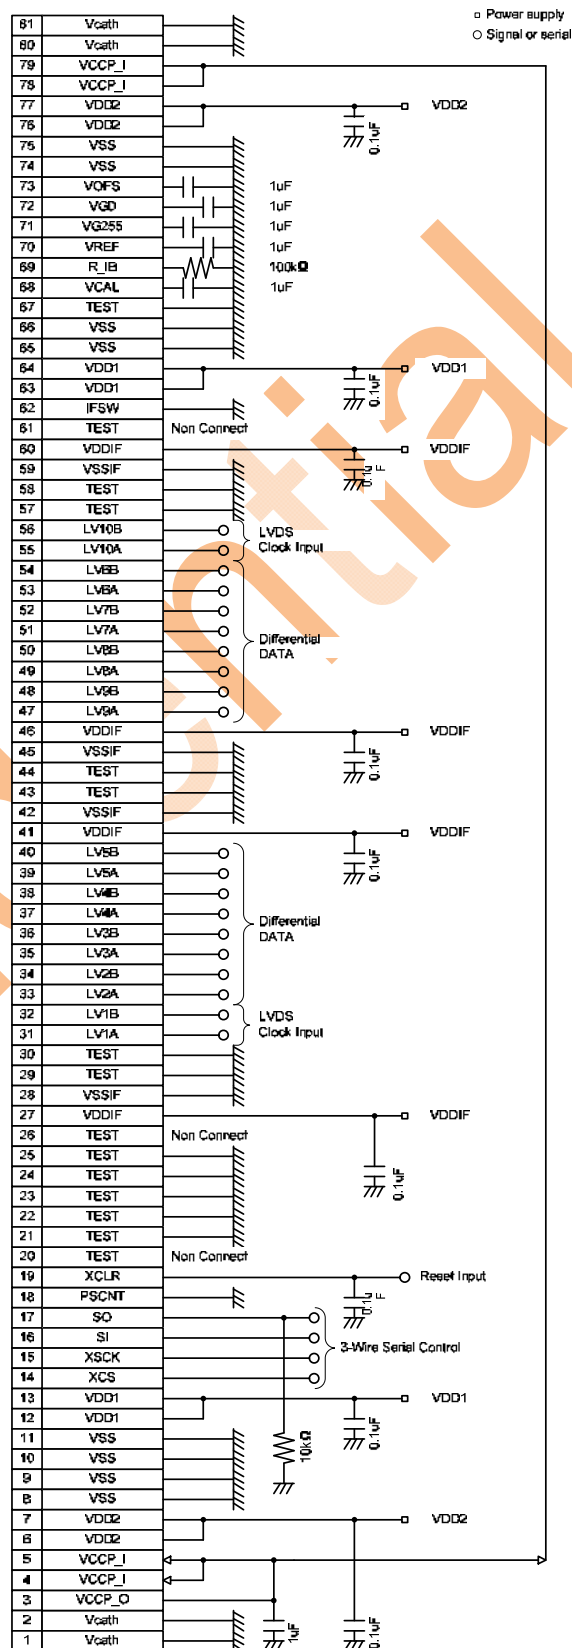 □ Power supply
○ Signal or serial
81 Vcath
80 Vcath
79 VCCP_I
78 VCCP_I
77 VDD2 VDD2
76 VDD2 0.1uF
75 VSS
74 VSS
73 VOFS 1uF
72 VGD 1uF
71 VG255 1uF
70 VREF 1uF
69 R_IB 100kΩ
68 VCAL 1uF
67 TEST
66 VSS
65 VSS
64 VDD1 VDD1
63 VDD1 0.1uF
62 IFSW
61 TEST Non Connect
60 VDDIF VDDIF
59 VSSIF 0.1uF
58 TEST
57 TEST
56 LV10B LVDS
55 LV10A Clock Input
54 LV6B
53 LV6A
52 LV7B
51 LV7A Differential
50 LV8B DATA
49 LV8A
48 LV9B
47 LV9A
46 VDDIF VDDIF
45 VSSIF 0.1uF
44 TEST
43 TEST
42 VSSIF
41 VDDIF VDDIF
40 LV5B 0.1uF
39 LV5A
38 LV4B
37 LV4A Differential
36 LV3B DATA
35 LV3A
34 LV2B
33 LV2A
32 LV1B LVDS
31 LV1A Clock Input
30 TEST
29 TEST
28 VSSIF
27 VDDIF VDDIF
26 TEST Non Connect
25 TEST
24 TEST 0.1uF
23 TEST
22 TEST
21 TEST
20 TEST Non Connect
19 XCLR Reset Input
18 PSCNT 0.1uF
17 SO
16 SI 3-Wire Serial Control
15 XSCK
14 XCS
13 VDD1 VDD1
12 VDD1 0.1uF
11 VSS 10kΩ
10 VSS
9 VSS
8 VSS
7 VDD2 VDD2
6 VDD2
5 VCCP_I
4 VCCP_I
3 VCCP_O
2 Vcath 1uF 0.1uF
1 Vcath
ential